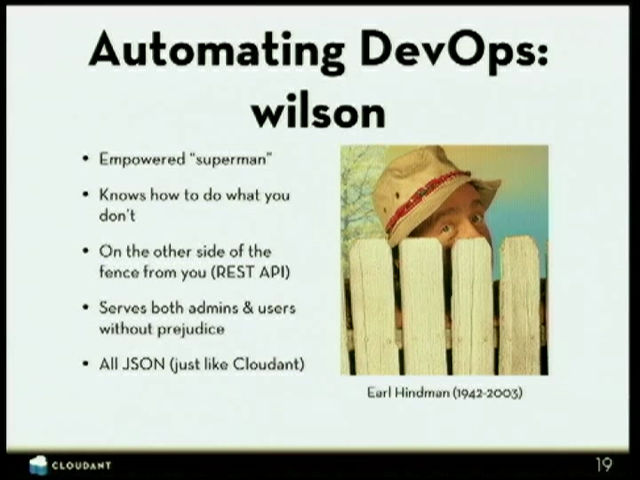 Automating DevOps:
wilson
• Empowered "superman"
• Knows how to do what you
don't
• On the other side of the
fence from you (REST API)
• Serves both admins & users
without prejudice
• All JSON (just like Cloudant)
Earl Hindman (1942-2003)
CLOUDANT
19